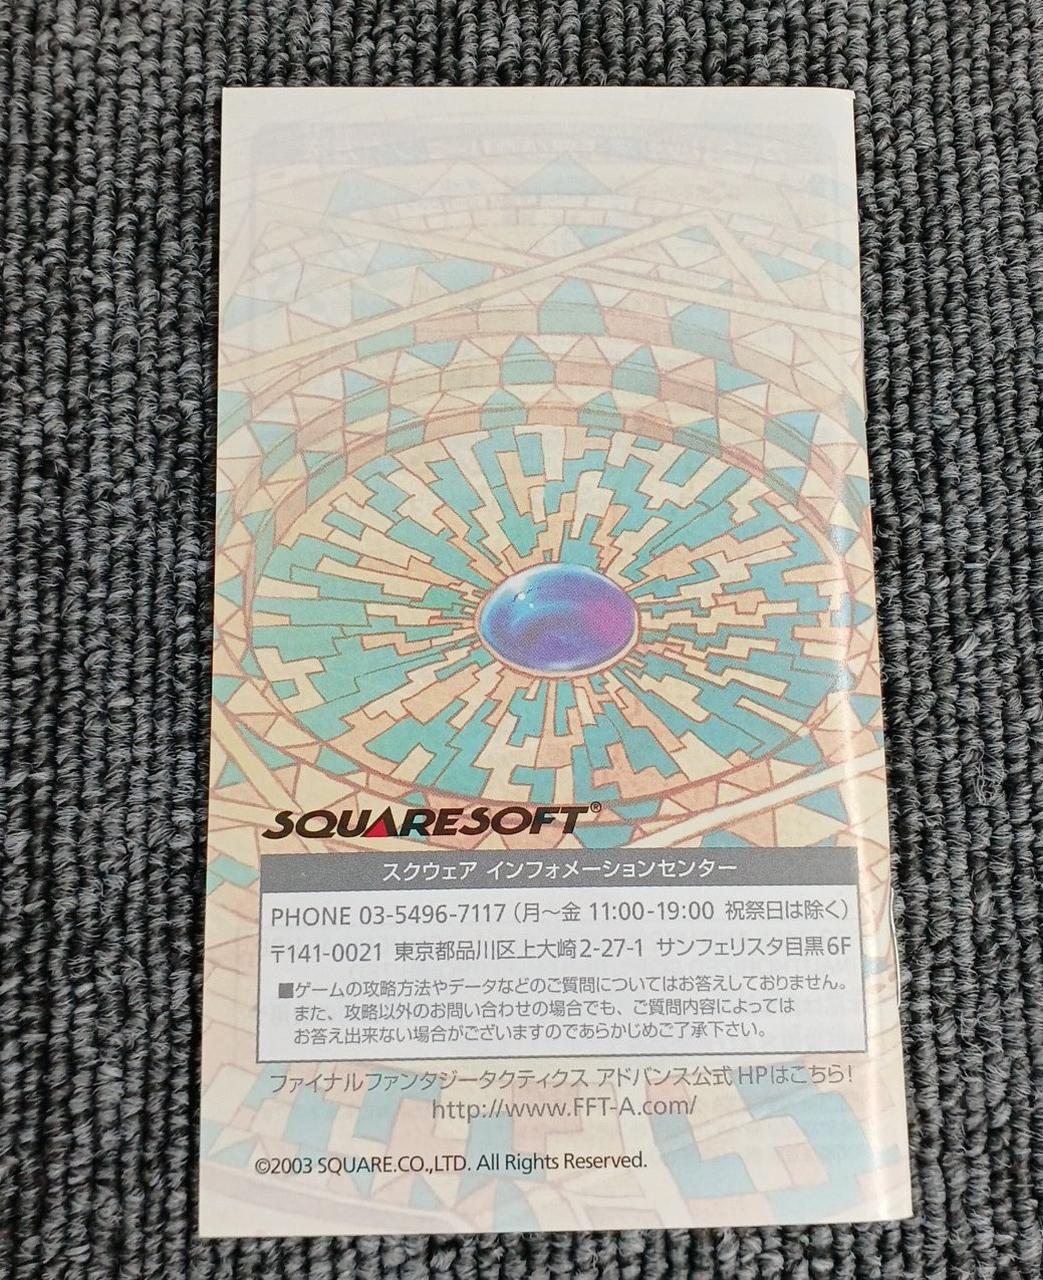 SQUARESOFT®
スクウェア インフォメーションセンター
PHONE 03-5496-7117（月〜金 11:00-19:00 祝祭日は除く）
〒141-0021 東京都品川区上大崎2-27-1 サンフェリスタ目黒6F
■ゲームの攻略方法やデータなどのご質問についてはお答えしておりません。
また、攻略以外のお問い合わせの場合でも、ご質問内容によっては
お答え出来ない場合がございますのであらかじめご了承下さい。
ファイナルファンタジータクティクス アドバンス公式HPはこちら！
http://www.FFT-A.com/
©2003 SQUARE.CO.,LTD. All Rights Reserved.